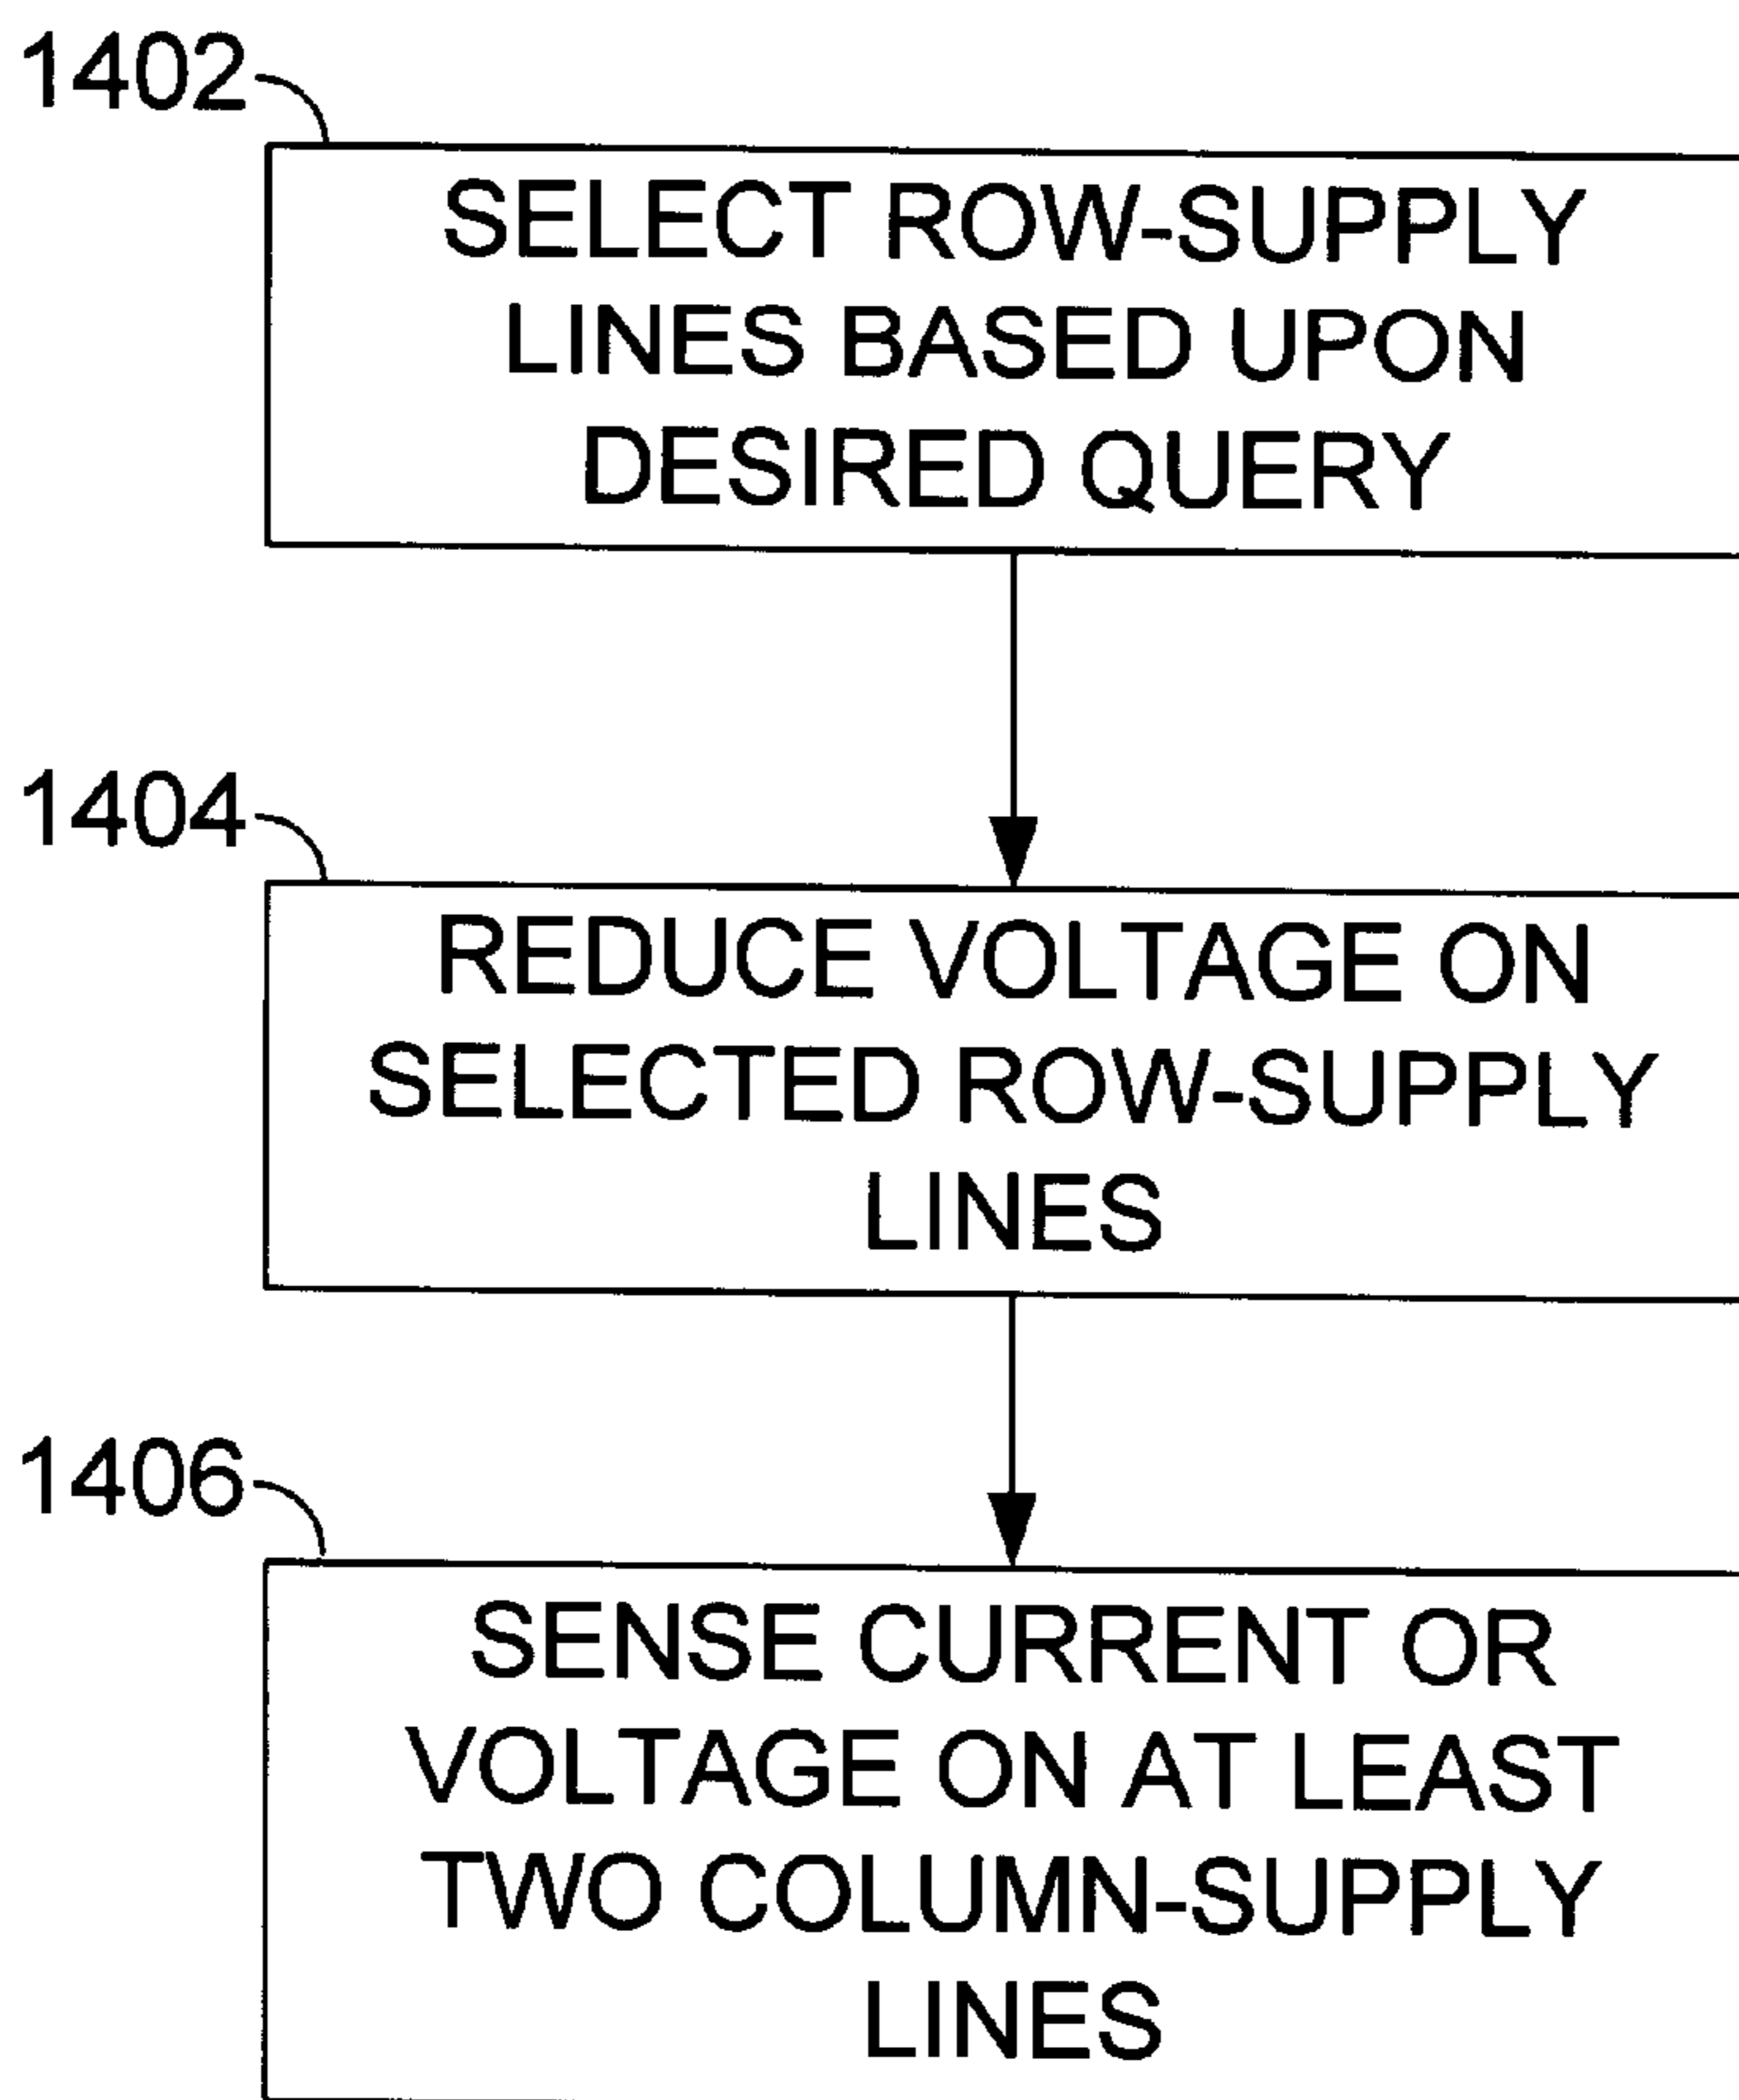 1402
SELECT ROW-SUPPLY
LINES BASED UPON
DESIRED QUERY
1404
REDUCE VOLTAGE ON
SELECTED ROW-SUPPLY
LINES
1406
SENSE CURRENT OR
VOLTAGE ON AT LEAST
TWO COLUMN-SUPPLY
LINES